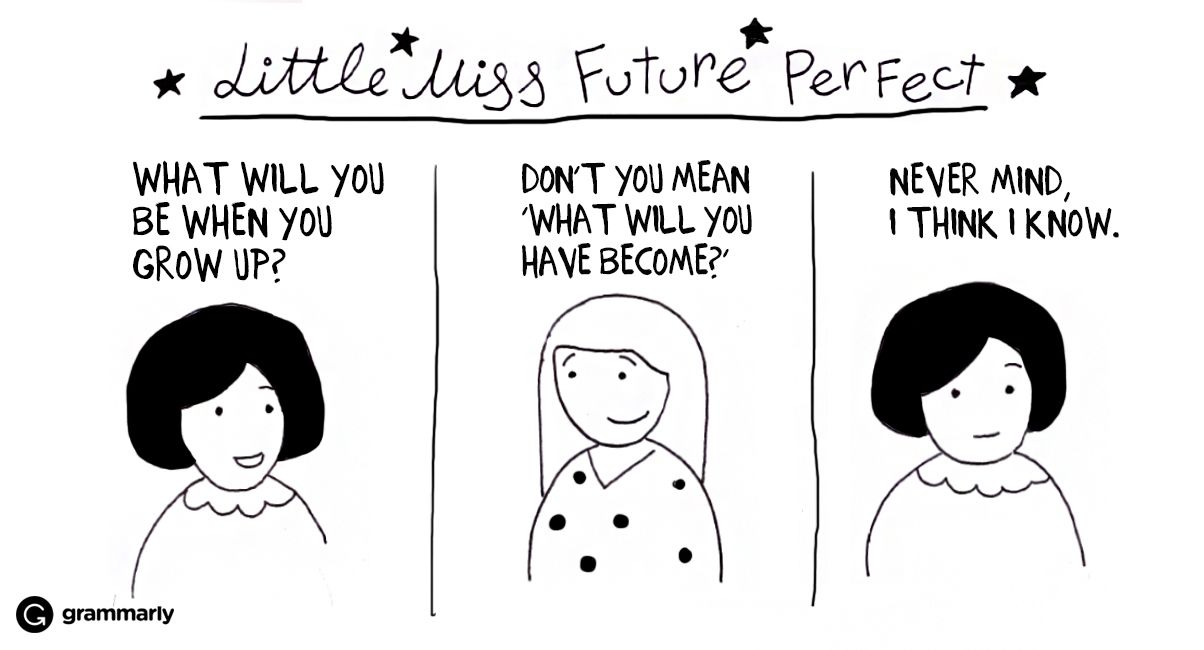 Little Miss Future Perfect
WHAT WILL YOU
BE WHEN YOU
GROW UP?
DON'T YOU MEAN
'WHAT WILL YOU
HAVE BECOME?'
NEVER MIND,
I THINK I KNOW.
grammarly